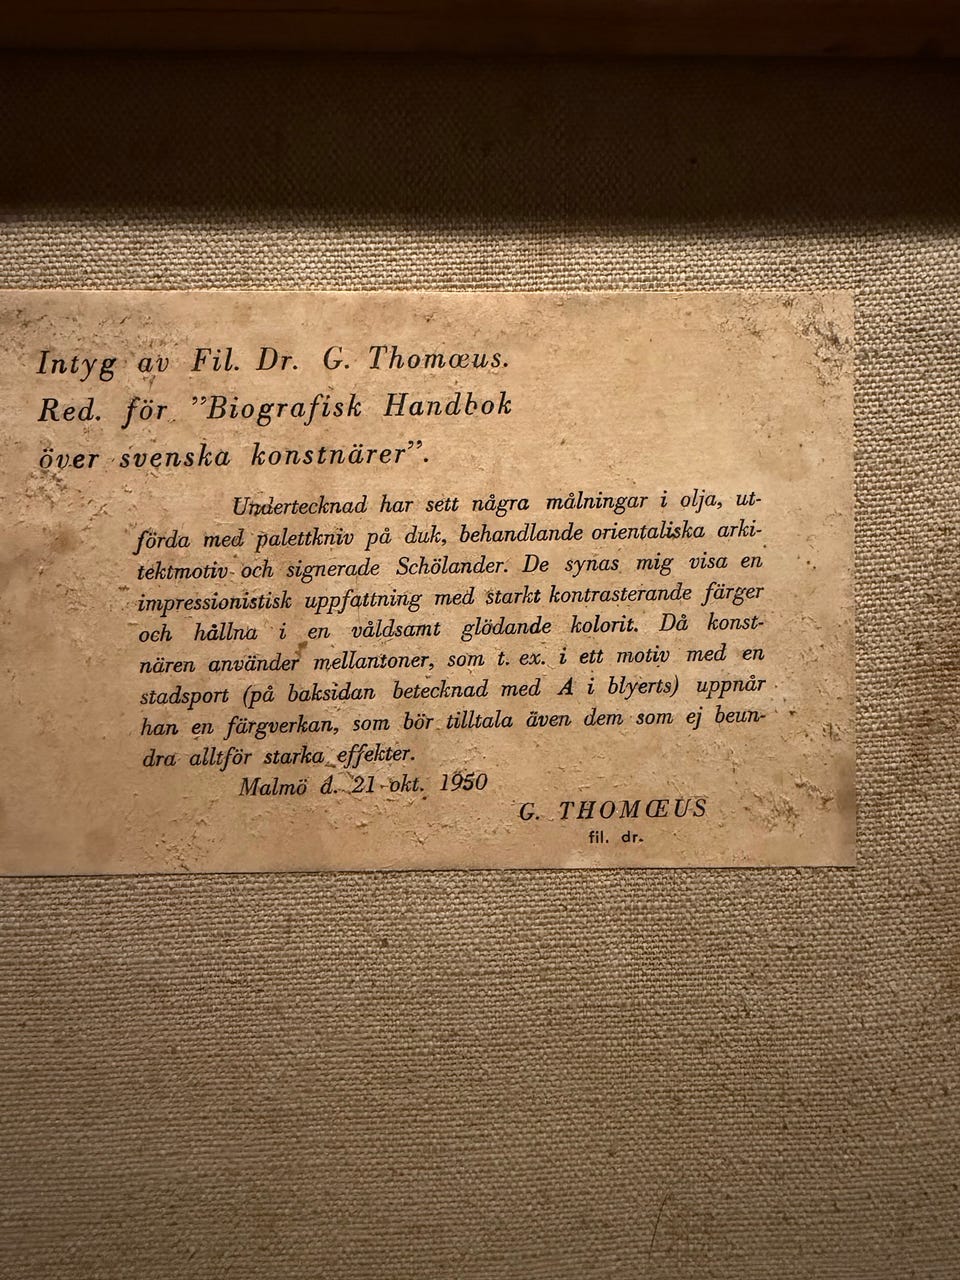 Intyg av Fil. Dr. G. Thomœus.
Red. för "Biografisk Handbok
över svenska konstnärer".
Undertecknad har sett några målningar i olja, ut-
förda med palettkniv på duk, behandlande orientaliska arki-
tektmotiv och signerade Schölander. De synas mig visa en
impressionistisk uppfattning med starkt kontrasterande färger
och hållna i en våldsamt glödande kolorit. Då konst-
nären använder mellantoner, som t. ex. i ett motiv med en
stadsport (på baksidan betecknad med A i blyerts) uppnår
han en färgverkan, som bör tilltala även dem som ej beun-
dra alltför starka effekter.
Malmö d. 21 okt. 1950
G. THOMŒUS
fil. dr.